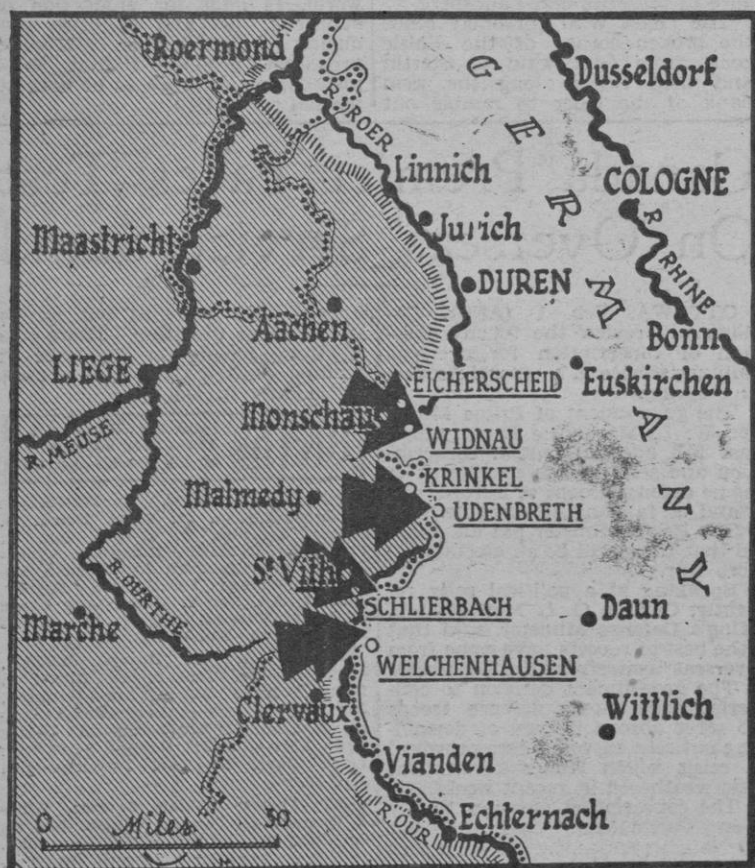 Roermond
R. ROER
GERMANY
Dusseldorf
Linnich
COLOGNE
Jurich
Maastricht
R. RHINE
DUREN
Aachen
Bonn
LIEGE
EICHERSCHEID
Euskirchen
Monschau
WIDNAU
R. MEUSE
KRINKEL
Malmedy
UDENBRETH
St Vith
SCHLIERBACH
Daun
R. OURTHE
Marche
WELCHENHAUSEN
Clervaux
Wittlich
Vianden
Echternach
R. OUR
0 Miles 30